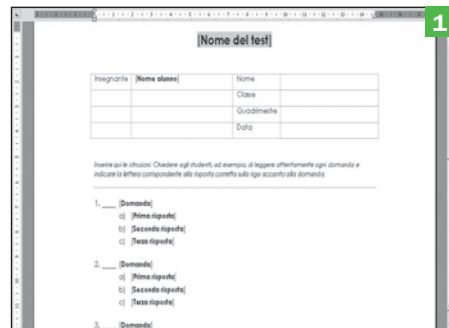 1
[Nome del test]
Insegnante [Nome alunno] Nome
Classe
Quadrimestre
Data
Inserire qui le istruzioni: Chiedere agli studenti, ad esempio, di leggere attentamente ogni domanda e
indicare la lettera corrispondente alla risposta corretta sulla riga accanto alla domanda.
1. ____ [Domanda]
a) [Prima risposta]
b) [Seconda risposta]
c) [Terza risposta]
2. ____ [Domanda]
a) [Prima risposta]
b) [Seconda risposta]
c) [Terza risposta]
3. ____ [Domanda]